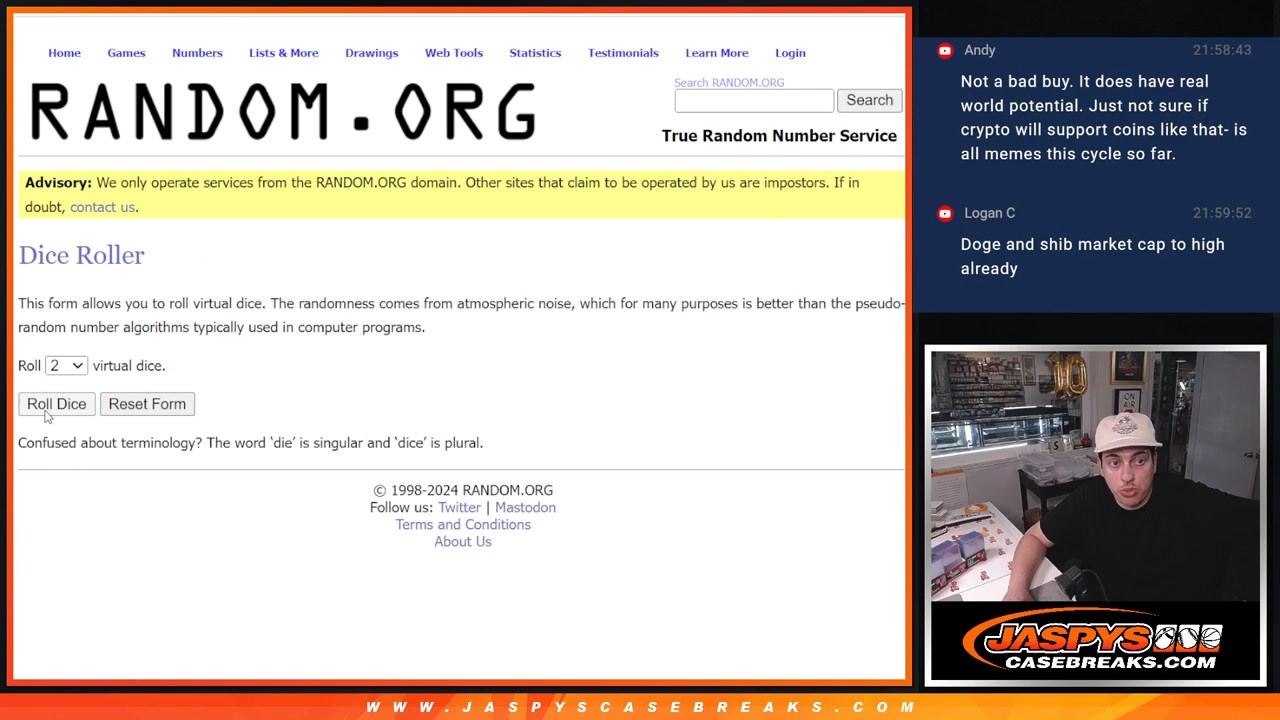 Home Games Numbers Lists & More Drawings Web Tools Statistics Testimonials Learn More Login
RANDOM.ORG
Search RANDOM.ORG
Search
True Random Number Service
Advisory: We only operate services from the RANDOM.ORG domain. Other sites that claim to be operated by us are impostors. If in
doubt, contact us.
Dice Roller
This form allows you to roll virtual dice. The randomness comes from atmospheric noise, which for many purposes is better than the pseudo-
random number algorithms typically used in computer programs.
Roll 2 virtual dice.
Roll Dice Reset Form
Confused about terminology? The word ‘die’ is singular and ‘dice’ is plural.
© 1998-2024 RANDOM.ORG
Follow us: Twitter | Mastodon
Terms and Conditions
About Us
Andy 21:58:43
Not a bad buy. It does have real
world potential. Just not sure if
crypto will support coins like that- is
all memes this cycle so far.
Logan C 21:59:52
Doge and shib market cap to high
already
10
ON
AIR
JASPYS
CASEBREAKS.COM
WWW.JASPYSCASEBREAKS.COM